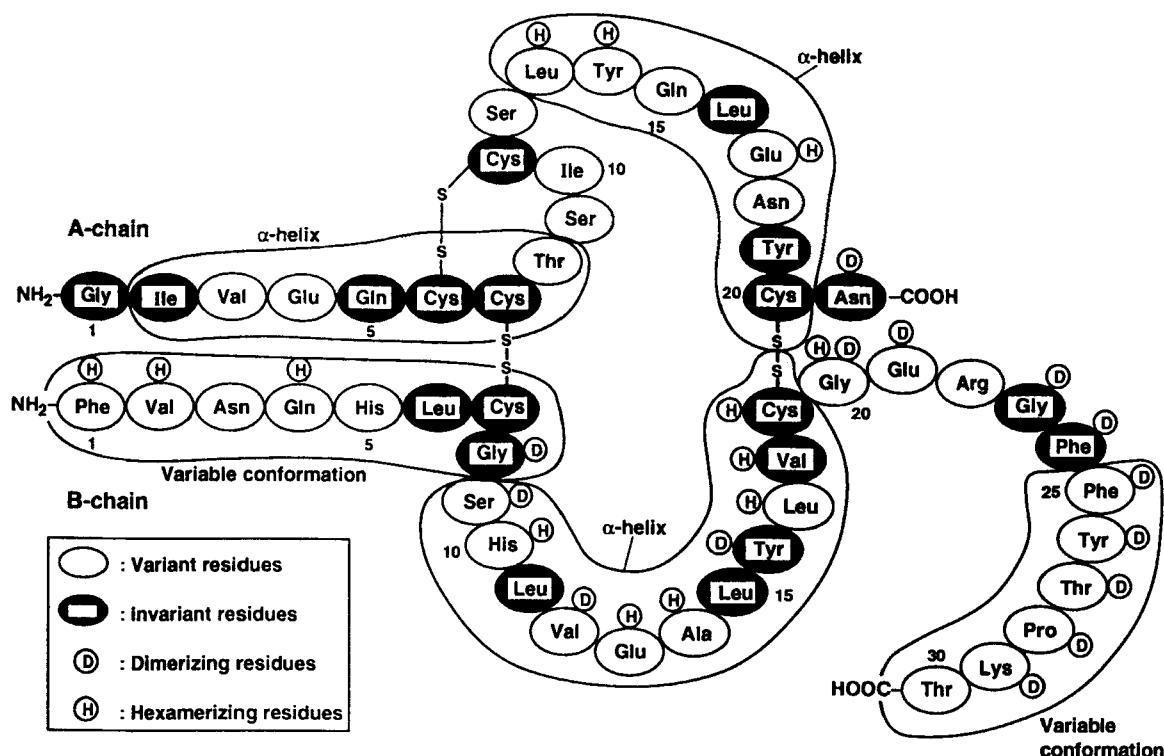 H H
Leu Tyr Gln Leu α-helix
Ser 15
Cys Glu H
Ile 10
Asn
S Ser
A-chain α-helix S Tyr
Thr D
NH2 Gly Ile Val Glu Gln Cys Cys 20 Cys Asn COOH
1 5
S S
H H H S S H D D
NH2 Phe Val Asn Gln His Leu Cys H Cys Gly Glu Arg Gly D
1 5 20
Gly D H Val Phe D
Variable conformation
B-chain Ser D H Leu 25 Phe D
10 His H α-helix D Tyr Tyr D
Leu Leu 15 Thr D
Val D Glu H Ala H Pro D
HOOC Thr 30 Lys D
: Variant residues
: Invariant residues
D : Dimerizing residues
H : Hexamerizing residues
Variable
conformation